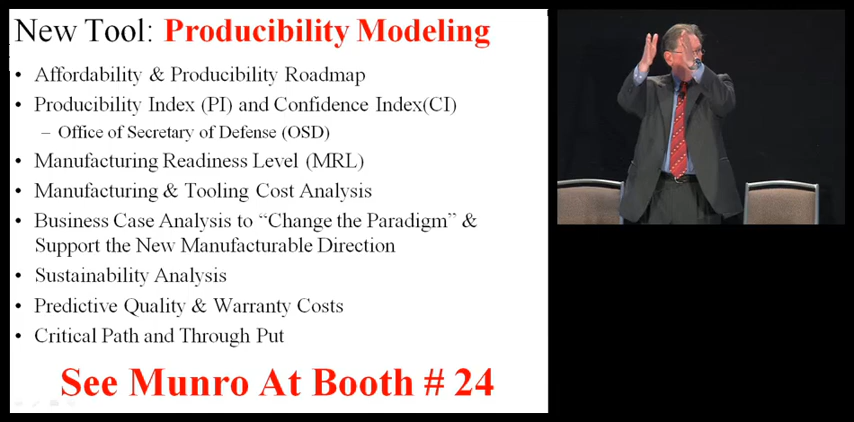 New Tool: Producibility Modeling
• Affordability & Producibility Roadmap
• Producibility Index (PI) and Confidence Index(CI)
– Office of Secretary of Defense (OSD)
• Manufacturing Readiness Level (MRL)
• Manufacturing & Tooling Cost Analysis
• Business Case Analysis to “Change the Paradigm” &
Support the New Manufacturable Direction
• Sustainability Analysis
• Predictive Quality & Warranty Costs
• Critical Path and Through Put
See Munro At Booth # 24